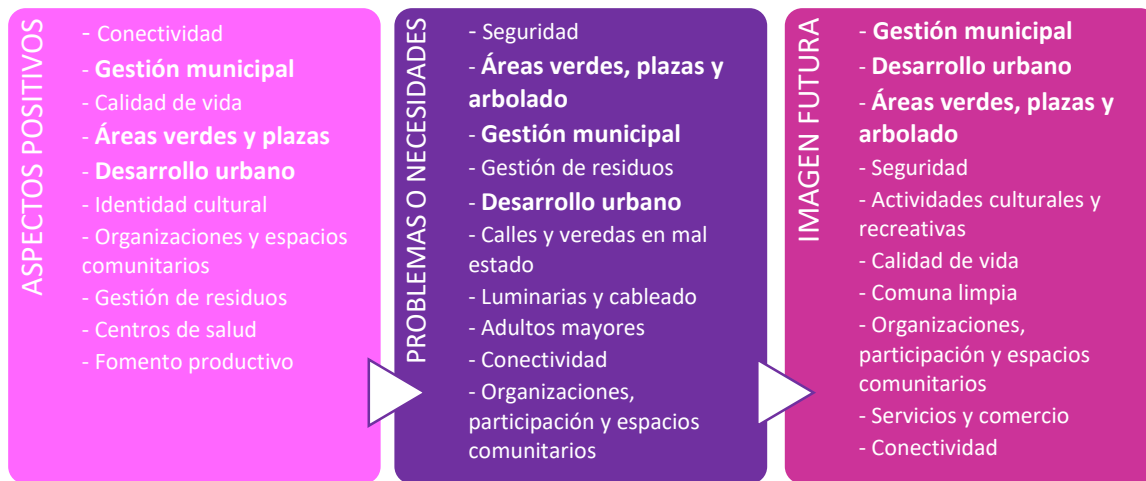 ASPECTOS POSITIVOS
- Conectividad
- Gestión municipal
- Calidad de vida
- Áreas verdes y plazas
- Desarrollo urbano
- Identidad cultural
- Organizaciones y espacios
comunitarios
- Gestión de residuos
- Centros de salud
- Fomento productivo
PROBLEMAS O NECESIDADES
- Seguridad
- Áreas verdes, plazas y
arbolado
- Gestión municipal
- Gestión de residuos
- Desarrollo urbano
- Calles y veredas en mal
estado
- Luminarias y cableado
- Adultos mayores
- Conectividad
- Organizaciones,
participación y espacios
comunitarios
IMAGEN FUTURA
- Gestión municipal
- Desarrollo urbano
- Áreas verdes, plazas y
arbolado
- Seguridad
- Actividades culturales y
recreativas
- Calidad de vida
- Comuna limpia
- Organizaciones,
participación y espacios
comunitarios
- Servicios y comercio
- Conectividad